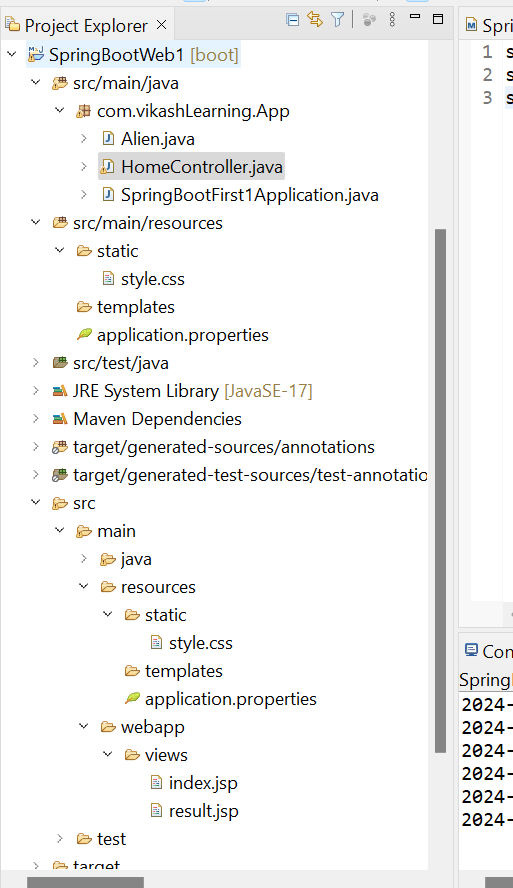 Project Explorer
SpringBootWeb1 [boot]
src/main/java
com.vikashLearning.App
Alien.java
HomeController.java
SpringBootFirst1Application.java
src/main/resources
static
style.css
templates
application.properties
src/test/java
JRE System Library [JavaSE-17]
Maven Dependencies
target/generated-sources/annotations
target/generated-test-sources/test-annotatio
src
main
java
resources
static
style.css
templates
application.properties
webapp
views
index.jsp
result.jsp
test
target
Spri
1 s
2 s
3 s
Con
Spring
2024-
2024-
2024-
2024-
2024-
2024-